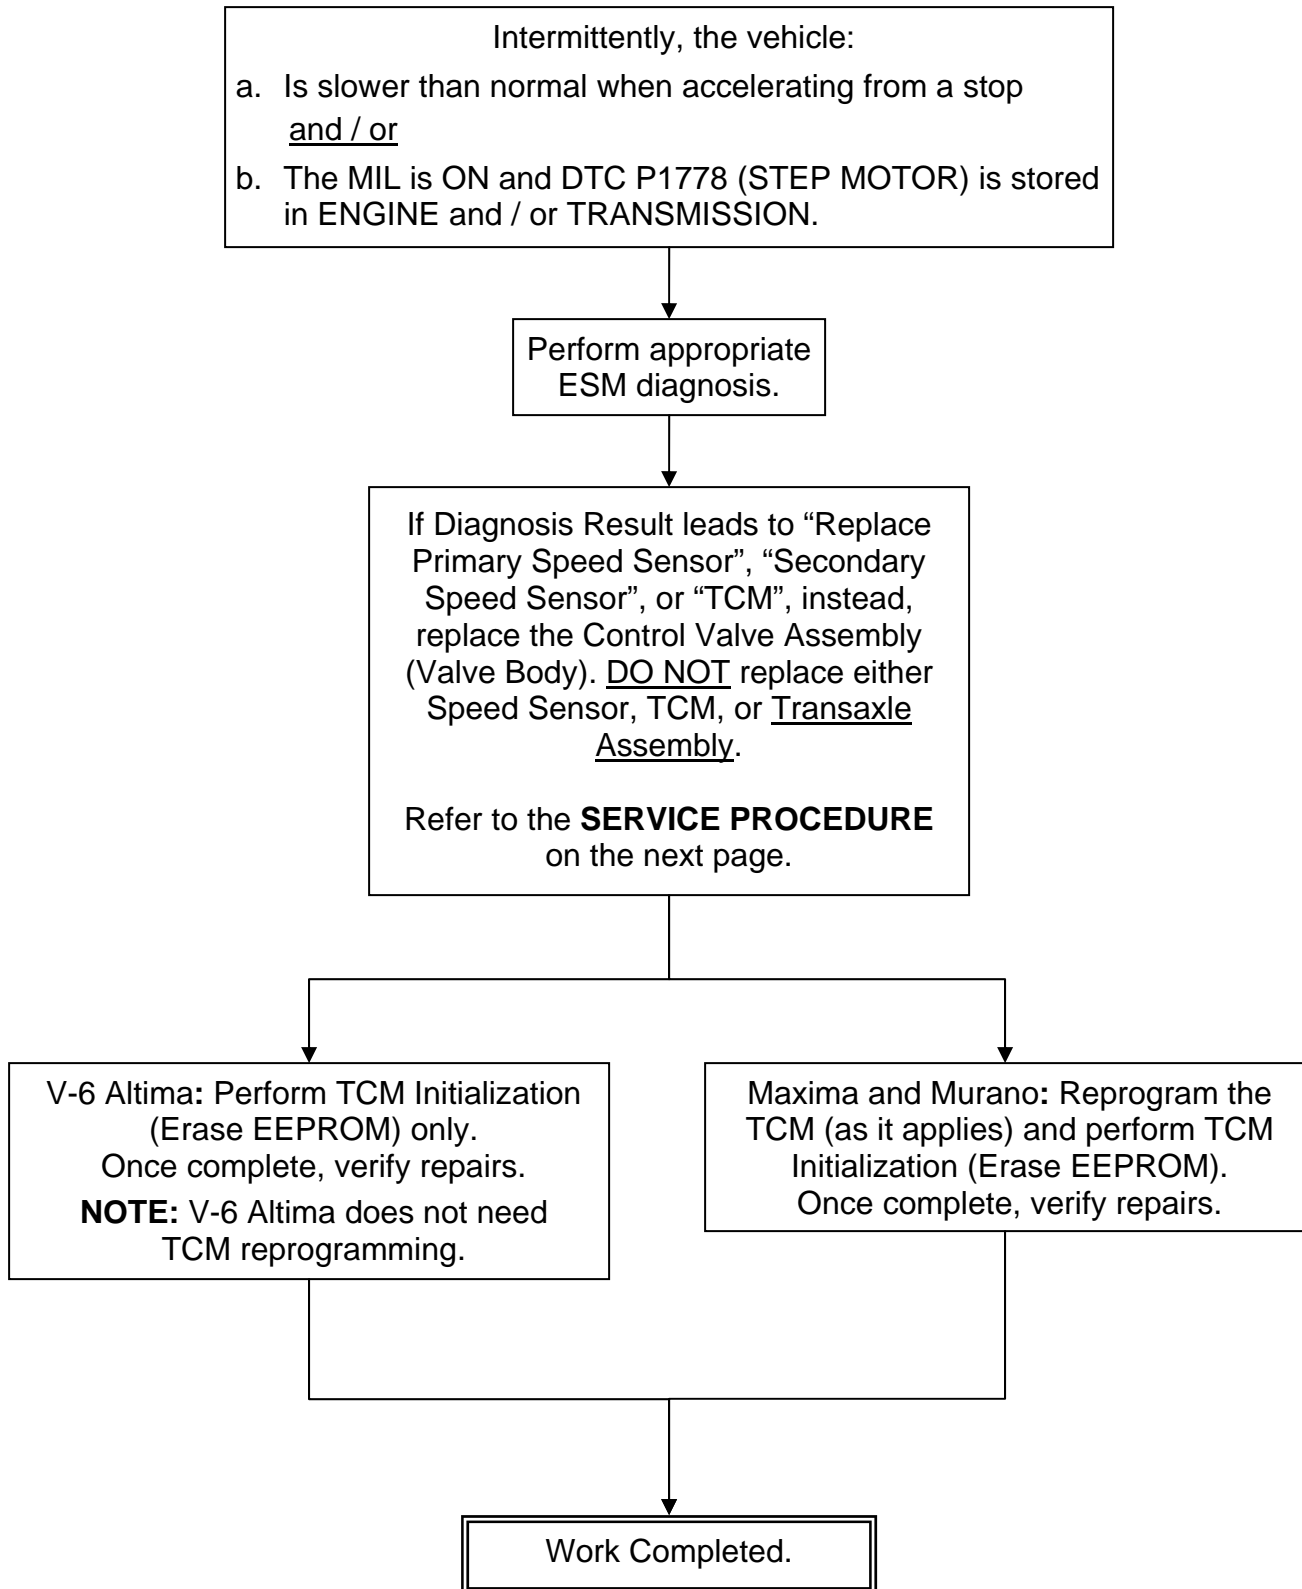 Intermittently, the vehicle:
a. Is slower than normal when accelerating from a stop
and / or
b. The MIL is ON and DTC P1778 (STEP MOTOR) is stored
in ENGINE and / or TRANSMISSION.
Perform appropriate
ESM diagnosis.
If Diagnosis Result leads to “Replace
Primary Speed Sensor”, “Secondary
Speed Sensor”, or “TCM”, instead,
replace the Control Valve Assembly
(Valve Body). DO NOT replace either
Speed Sensor, TCM, or Transaxle
Assembly.
Refer to the SERVICE PROCEDURE
on the next page.
V-6 Altima: Perform TCM Initialization
(Erase EEPROM) only.
Once complete, verify repairs.
NOTE: V-6 Altima does not need
TCM reprogramming.
Maxima and Murano: Reprogram the
TCM (as it applies) and perform TCM
Initialization (Erase EEPROM).
Once complete, verify repairs.
Work Completed.